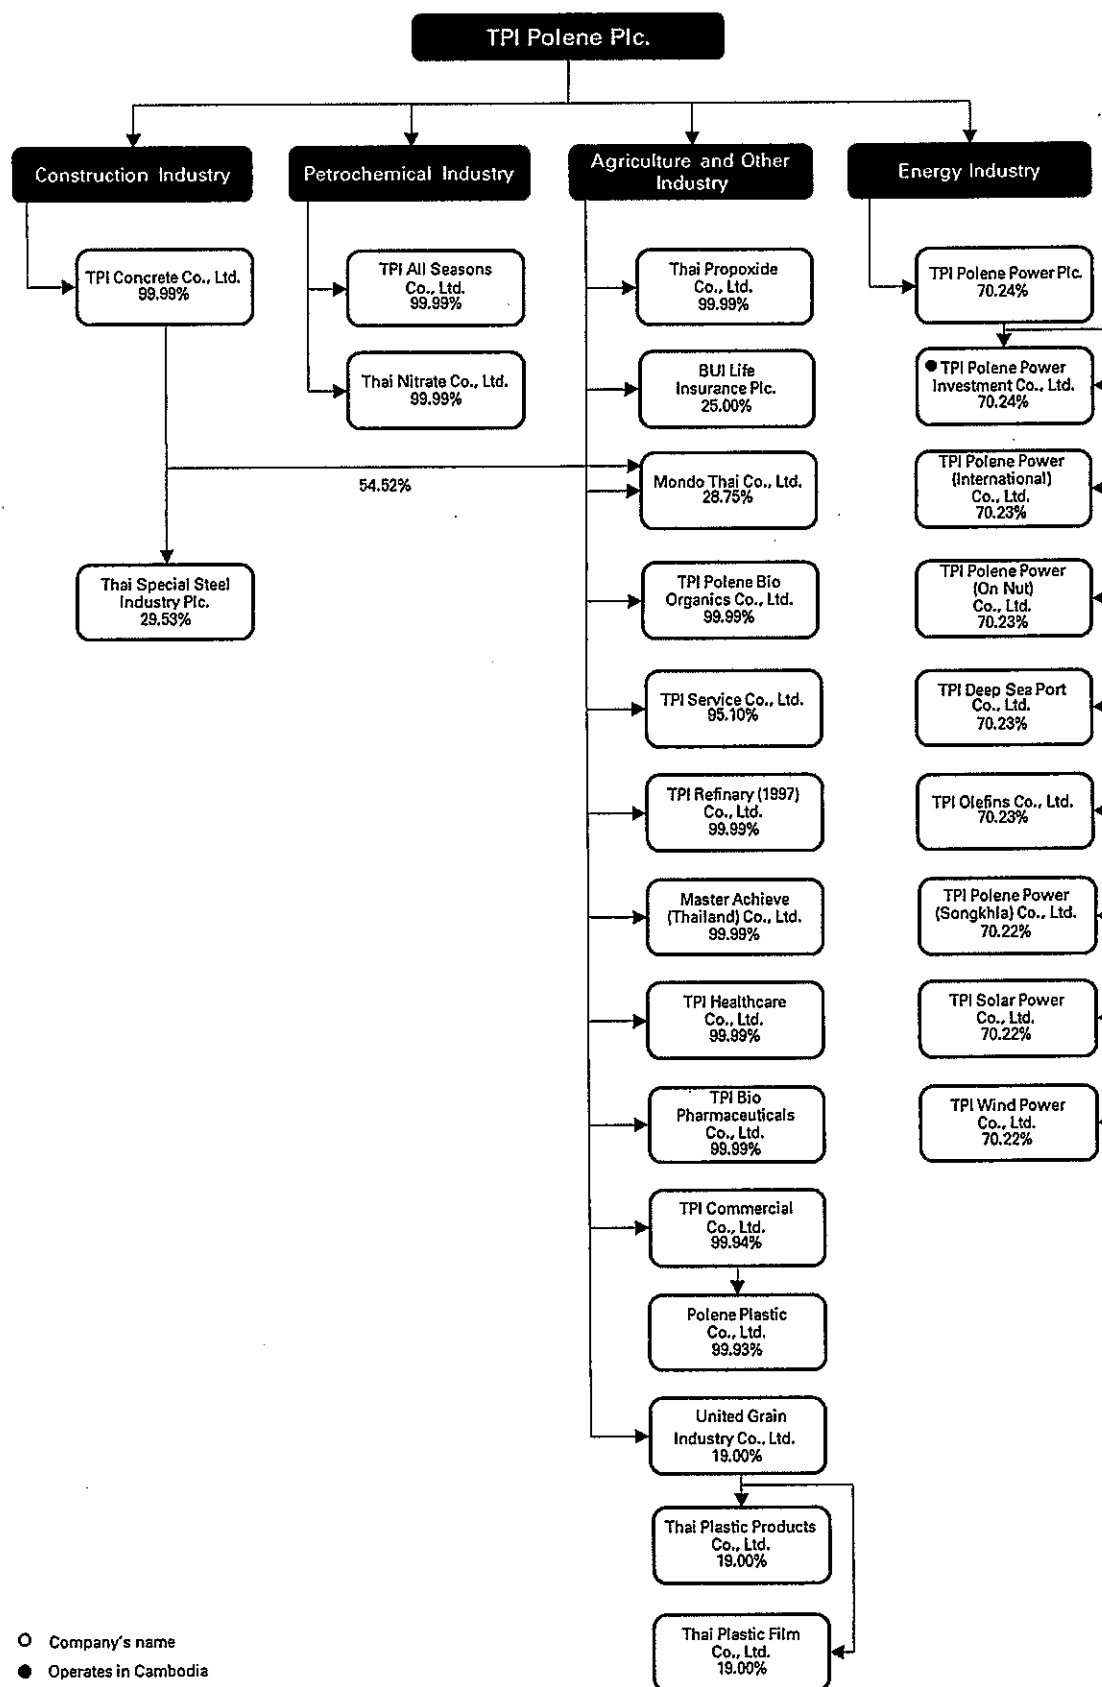 TPI Polene Plc.
Construction Industry
Petrochemical Industry
Agriculture and Other
Industry
Energy Industry
TPI Concrete Co., Ltd.
99.99%
TPI All Seasons
Co., Ltd.
99.99%
Thai Propoxide
Co., Ltd.
99.99%
TPI Polene Power Plc.
70.24%
Thai Nitrate Co., Ltd.
99.99%
BUI Life
Insurance Plc.
25.00%
TPI Polene Power
Investment Co., Ltd.
70.24%
54.52%
Mondo Thai Co., Ltd.
28.75%
TPI Polene Power
(International)
Co., Ltd.
70.23%
Thai Special Steel
Industry Plc.
29.53%
TPI Polene Bio
Organics Co., Ltd.
99.99%
TPI Polene Power
(On Nut)
Co., Ltd.
70.23%
TPI Service Co., Ltd.
95.10%
TPI Deep Sea Port
Co., Ltd.
70.23%
TPI Refinary (1997)
Co., Ltd.
99.99%
TPI Olefins Co., Ltd.
70.23%
Master Achieve
(Thailand) Co., Ltd.
99.99%
TPI Polene Power
(Songkhla) Co., Ltd.
70.22%
TPI Healthcare
Co., Ltd.
99.99%
TPI Solar Power
Co., Ltd.
70.22%
TPI Bio
Pharmaceuticals
Co., Ltd.
99.99%
TPI Wind Power
Co., Ltd.
70.22%
TPI Commercial
Co., Ltd.
99.94%
Polene Plastic
Co., Ltd.
99.93%
United Grain
Industry Co., Ltd.
19.00%
Thai Plastic Products
Co., Ltd.
19.00%
Thai Plastic Film
Co., Ltd.
19.00%
Company's name
Operates in Cambodia